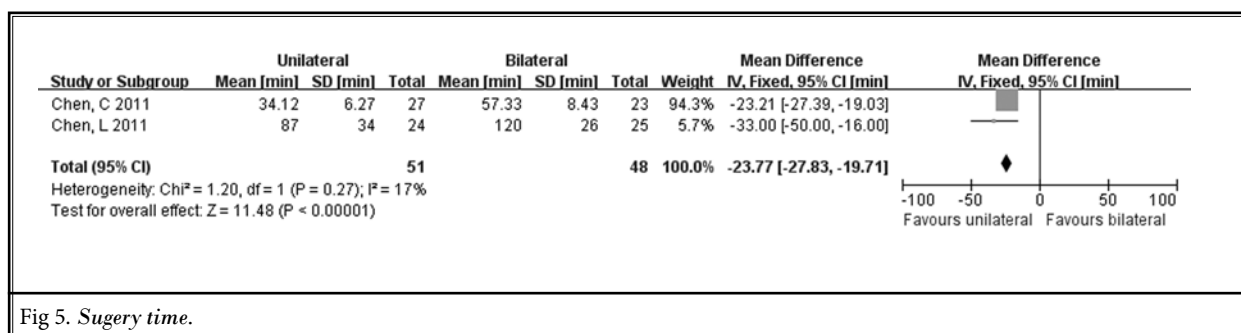 Unilateral Bilateral Mean Difference Mean Difference
Study or Subgroup Mean [min] SD [min] Total Mean [min] SD [min] Total Weight IV, Fixed, 95% CI [min] IV, Fixed, 95% CI [min]
Chen, C 2011 34.12 6.27 27 57.33 8.43 23 94.3% -23.21 [-27.39, -19.03]
Chen, L 2011 87 34 24 120 26 25 5.7% -33.00 [-50.00, -16.00]
Total (95% CI) 51 48 100.0% -23.77 [-27.83, -19.71]
Heterogeneity: Chi² = 1.20, df = 1 (P = 0.27); I² = 17%
Test for overall effect: Z = 11.48 (P < 0.00001)
-100 -50 0 50 100
Favours unilateral Favours bilateral
Fig 5. Sugery time.